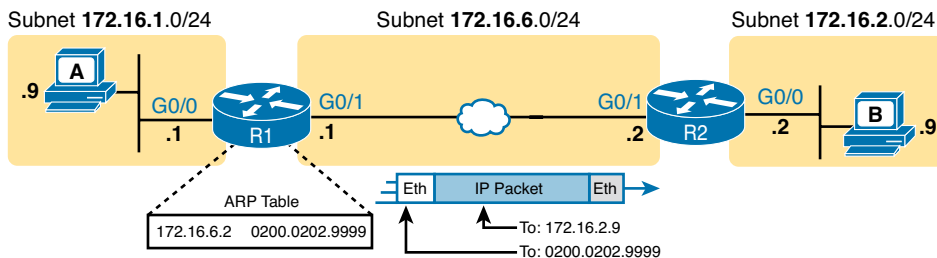 Subnet 172.16.1.0/24
Subnet 172.16.6.0/24
Subnet 172.16.2.0/24
A
.9
G0/0
.1
R1
G0/1
.1
G0/1
.2
R2
G0/0
.2
B
.9
ARP Table
172.16.6.2 0200.0202.9999
Eth
IP Packet
Eth
To: 172.16.2.9
To: 0200.0202.9999